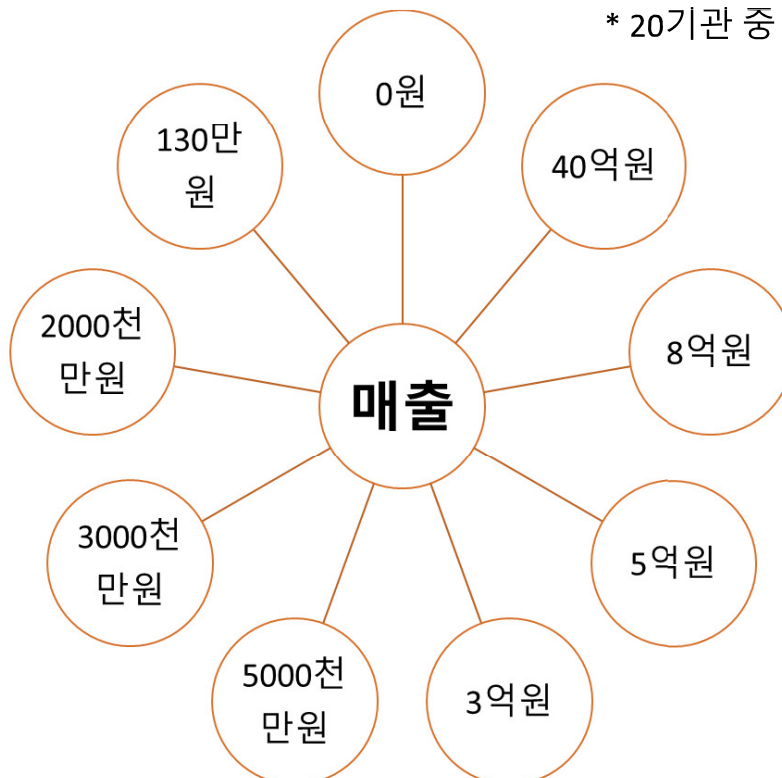 * 20기관 중
0원
40억원
8억원
5억원
3억원
5000천
만원
3000천
만원
2000천
만원
130만
원
매출